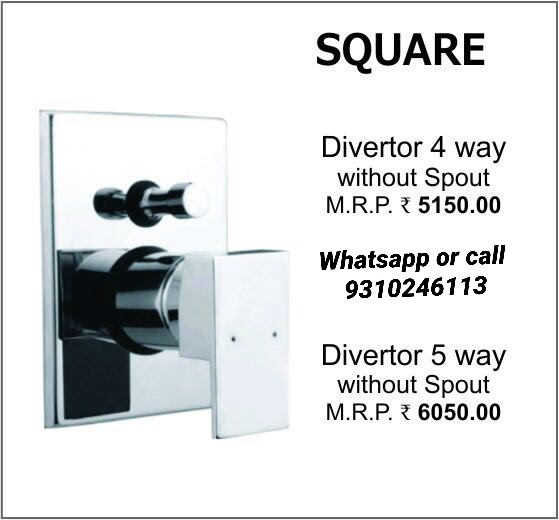 SQUARE
Divertor 4 way
without Spout
M.R.P. ₹ 5150.00
Whatsapp or call
9310246113
Divertor 5 way
without Spout
M.R.P. ₹ 6050.00